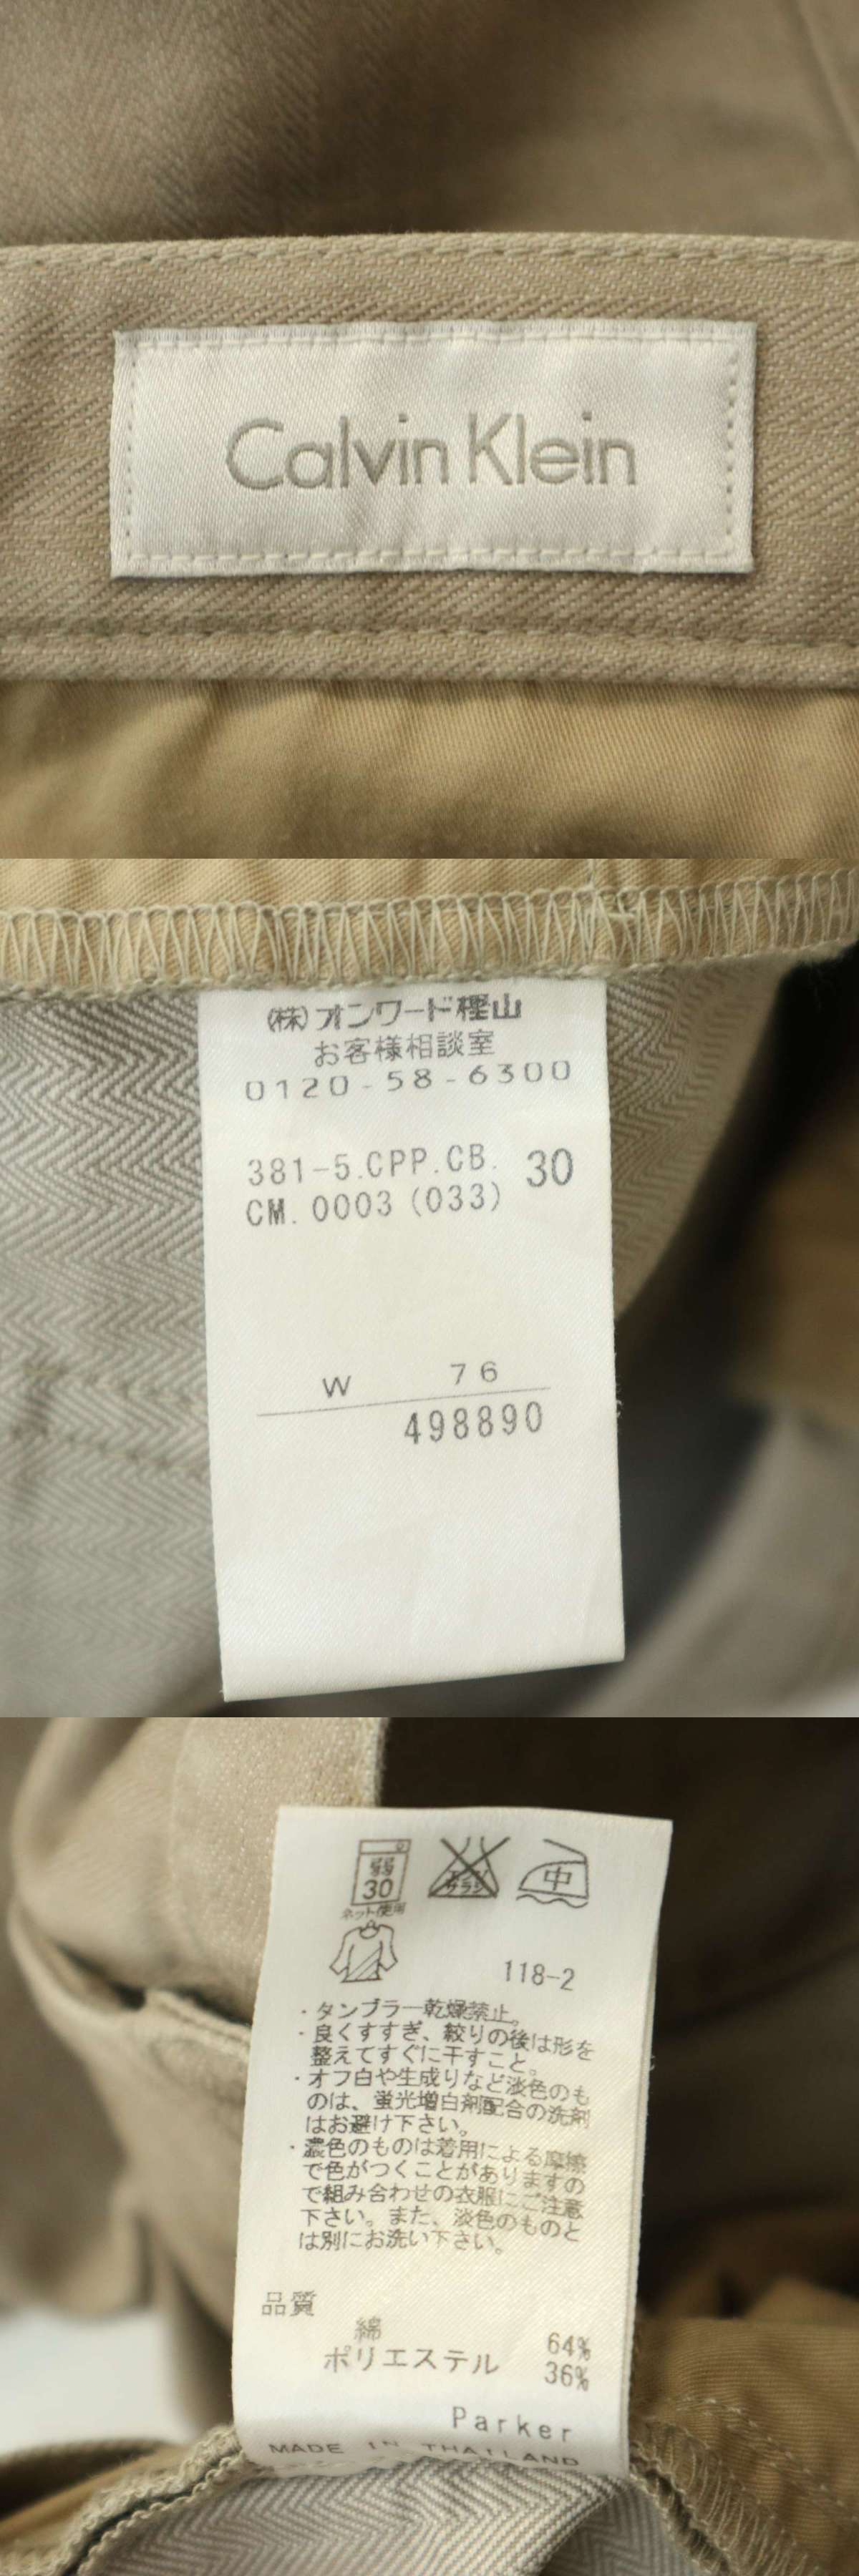 Calvin Klein
(株)オンワード樫山
お客様相談室
0120-58-6300
381-5.CPP.CB. 30
CM.0003(033)
W 76
498890
弱
30
ネット使用
エンソ
サラシ
中
118-2
・タンブラー乾燥禁止。
・良くすすぎ、絞りの後は形を
整えてすぐに干すこと。
・オフ白や生成りなど淡色のも
のは、蛍光増白剤配合の洗剤
はお避け下さい。
・濃色のものは着用による摩擦
で色がつくことがありますの
で組み合わせの衣服にご注意
下さい。また、淡色のものと
は別にお洗い下さい。
品質
綿 64%
ポリエステル 36%
Parker
MADE IN THAILAND